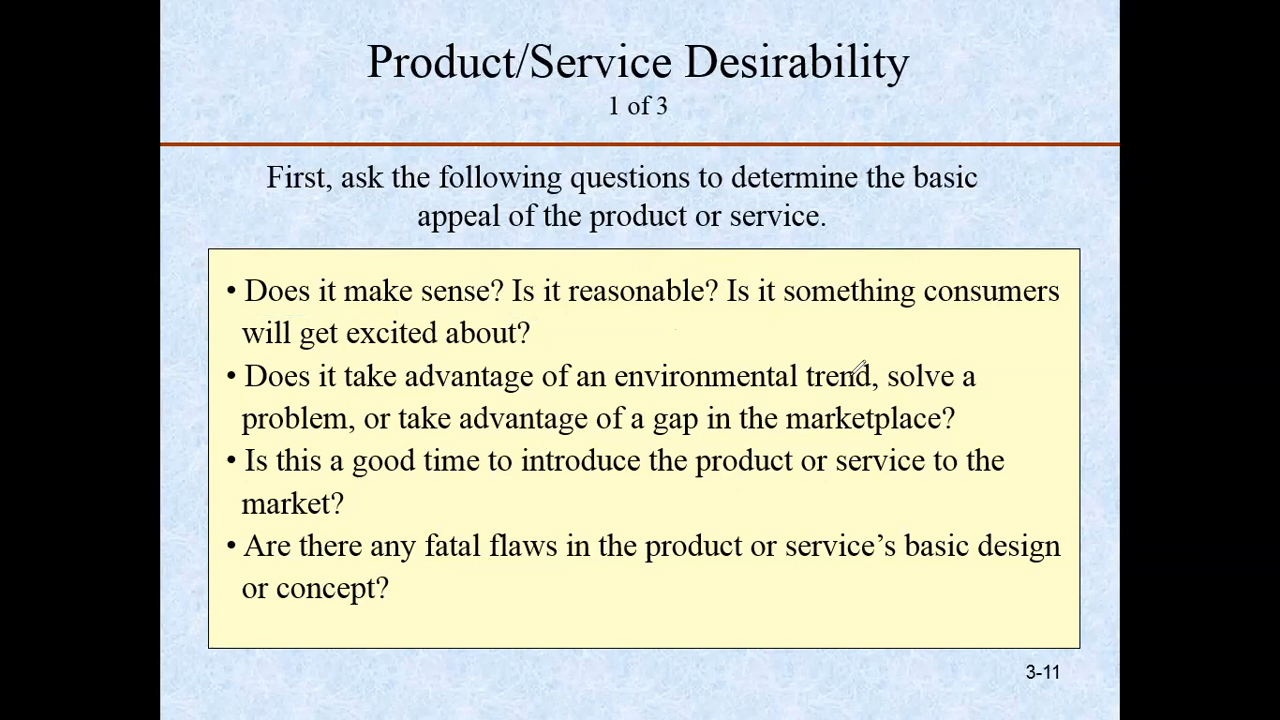 Product/Service Desirability
1 of 3
First, ask the following questions to determine the basic
appeal of the product or service.
• Does it make sense? Is it reasonable? Is it something consumers
will get excited about?
• Does it take advantage of an environmental trend, solve a
problem, or take advantage of a gap in the marketplace?
• Is this a good time to introduce the product or service to the
market?
• Are there any fatal flaws in the product or service’s basic design
or concept?
3-11